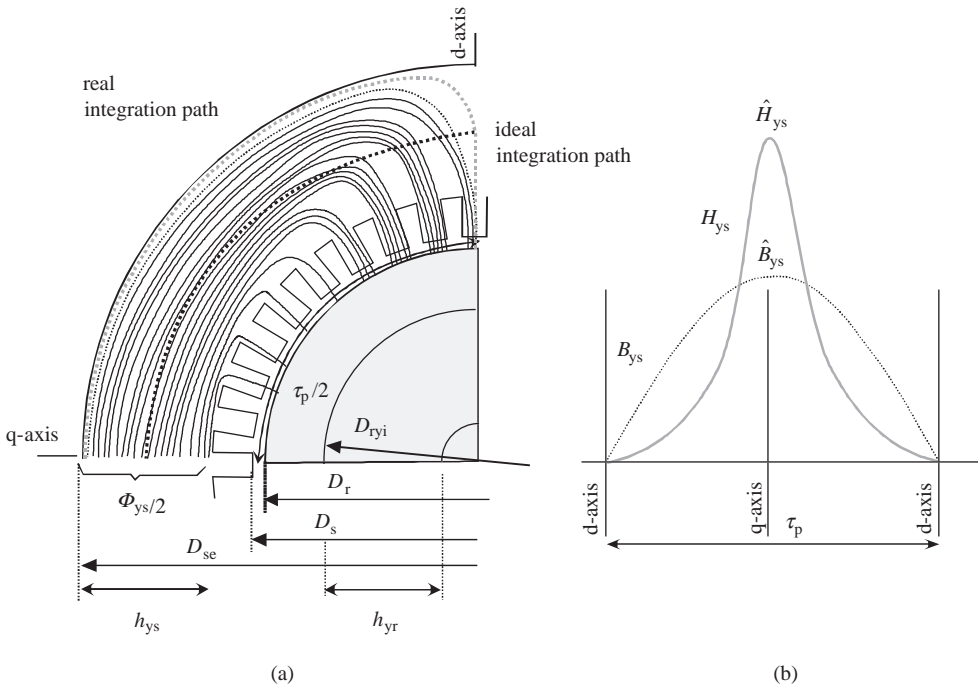 d-axis
real
integration path
ideal
integration path
q-axis
τp/2
Dryi
Φys/2
Dr
Ds
Dse
hys
hyr
(a)
Ĥys
Hys
B̂ys
Bys
d-axis
q-axis
τp
d-axis
(b)